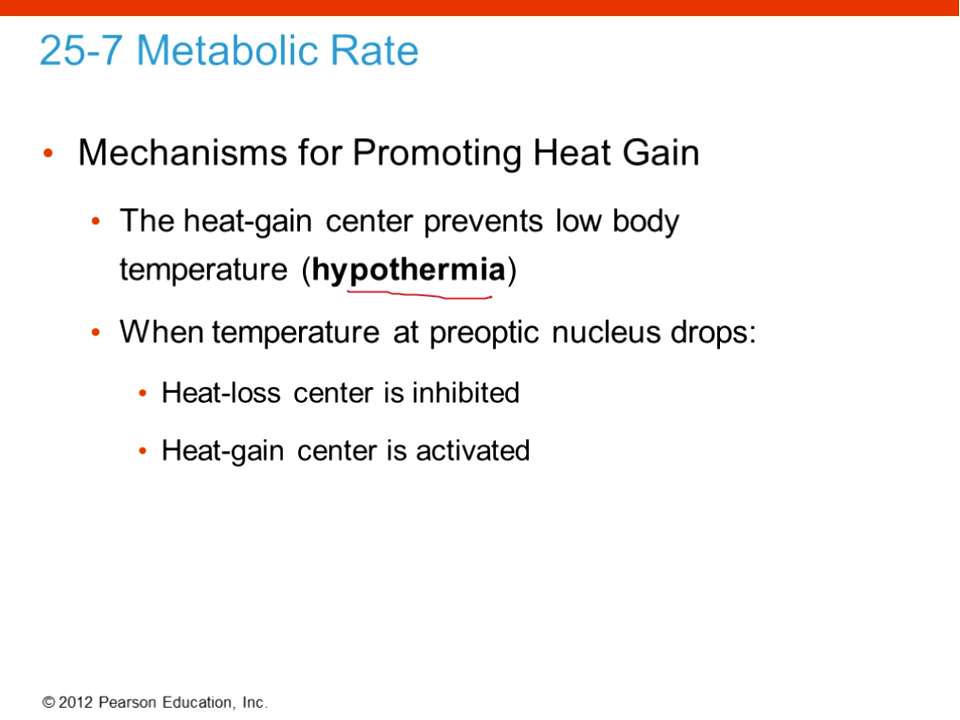 25-7 Metabolic Rate
• Mechanisms for Promoting Heat Gain
• The heat-gain center prevents low body
temperature (hypothermia)
• When temperature at preoptic nucleus drops:
• Heat-loss center is inhibited
• Heat-gain center is activated
© 2012 Pearson Education, Inc.